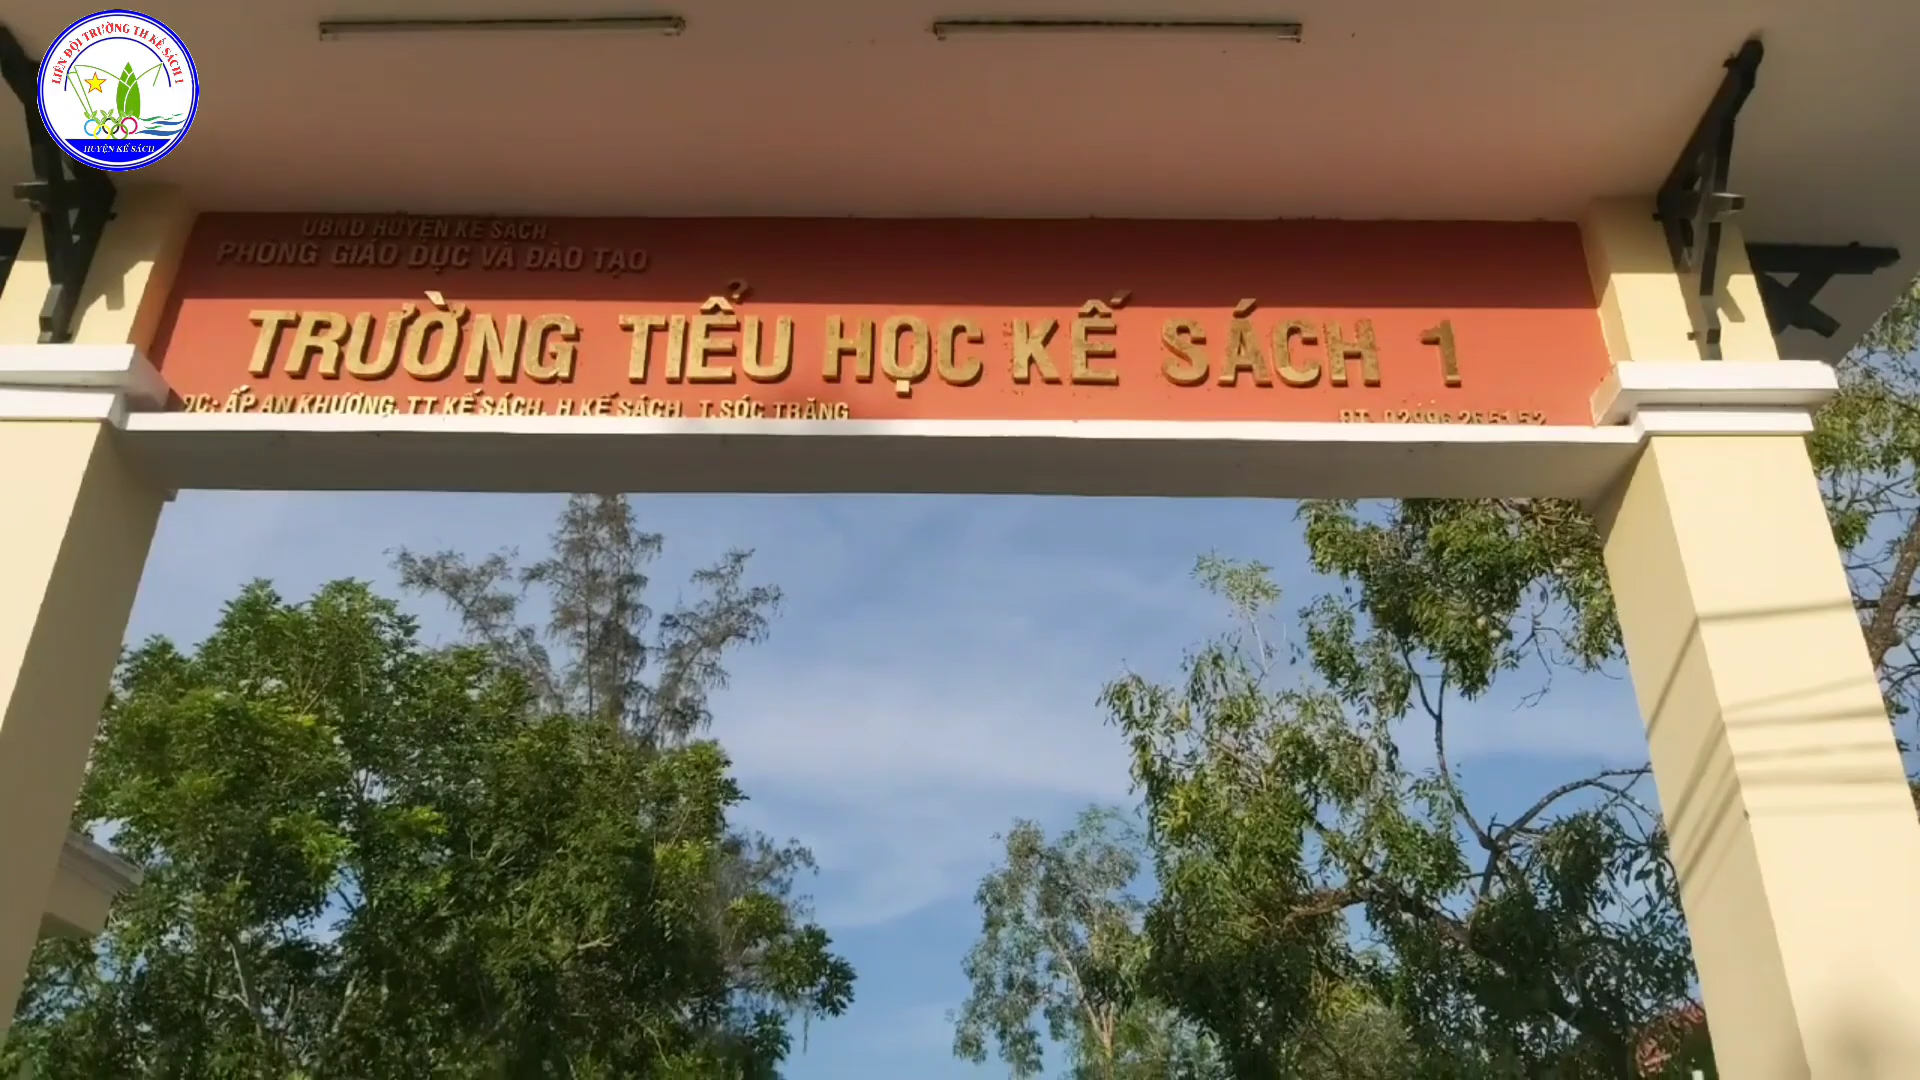 LIÊN ĐỘI TRƯỜNG TH KẾ SÁCH 1
HUYỆN KẾ SÁCH
UBND HUYỆN KẾ SÁCH
PHÒNG GIÁO DỤC VÀ ĐÀO TẠO
TRƯỜNG TIỂU HỌC KẾ SÁCH 1
ĐC: ẤP AN KHƯƠNG, TT KẾ SÁCH, H KẾ SÁCH, T.SÓC TRĂNG